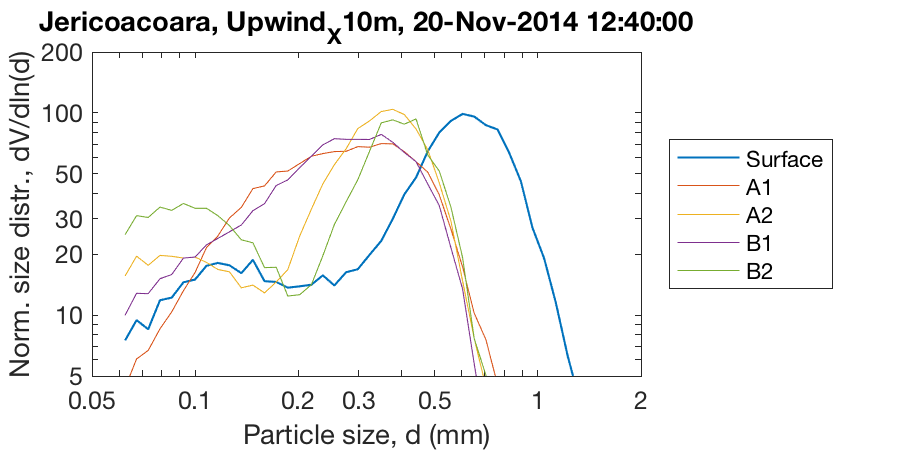 Jericoacoara, Upwind_X10m, 20-Nov-2014 12:40:00
Norm. size distr., dV/dln(d)
200
100
50
30
20
10
5
0.05 0.1 0.2 0.3 0.5 1 2
Particle size, d (mm)
Surface
A1
A2
B1
B2